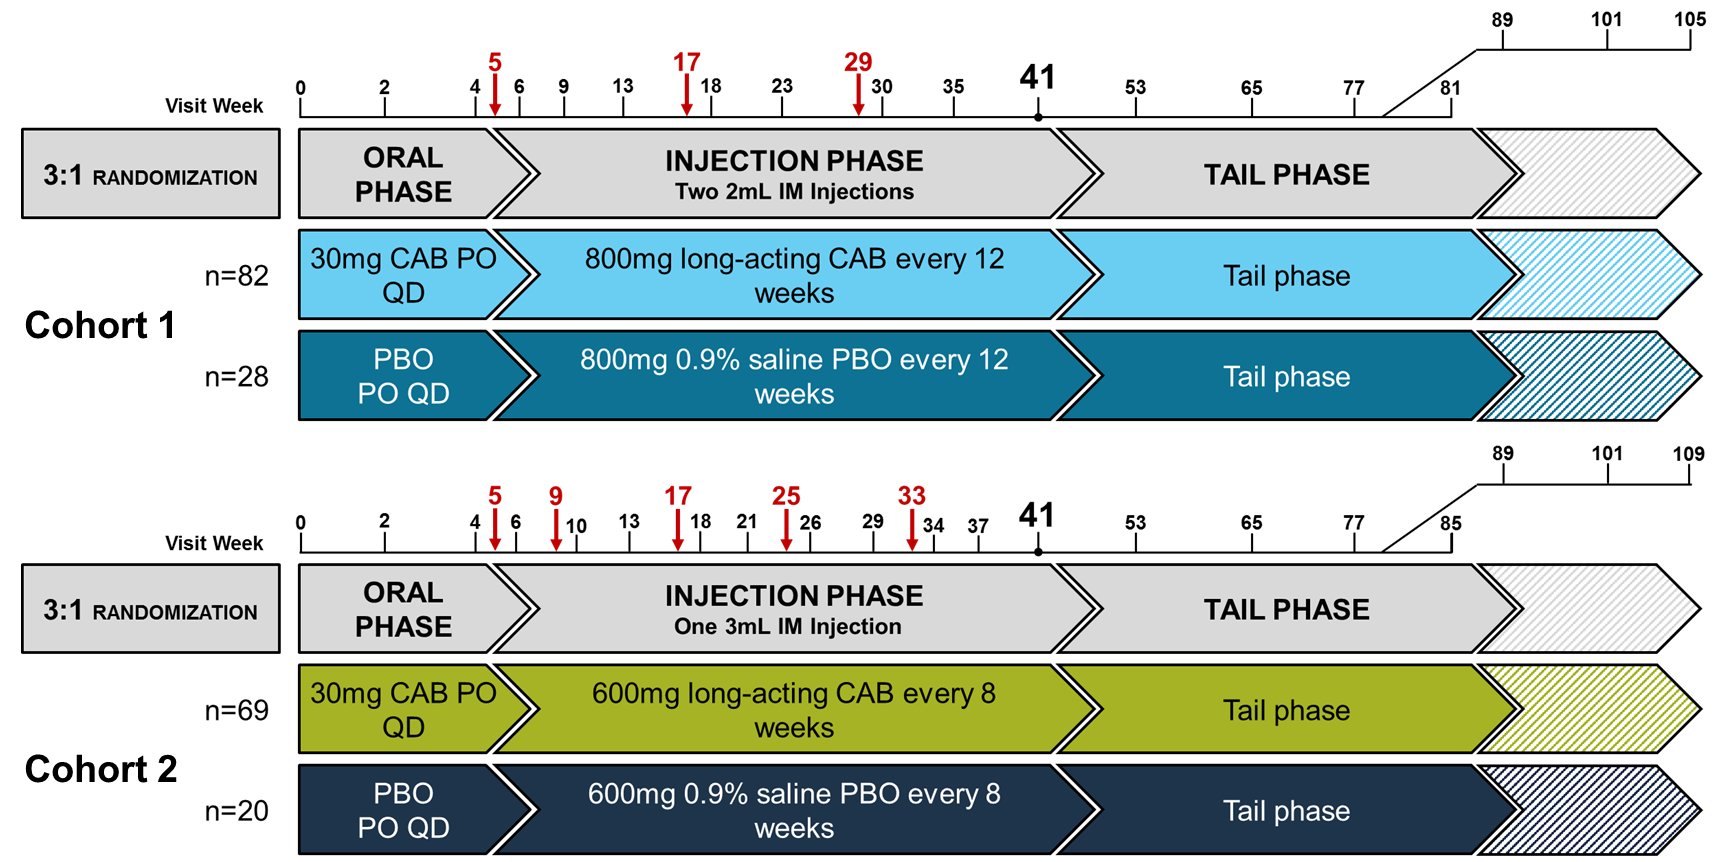 89 101 105
5 17 29 41
0 2 4 6 9 13 18 23 30 35 53 65 77 81
Visit Week
3:1 RANDOMIZATION
ORAL
PHASE
INJECTION PHASE
Two 2mL IM Injections
TAIL PHASE
Cohort 1
n=82
30mg CAB PO
QD
800mg long-acting CAB every 12
weeks
Tail phase
n=28
PBO
PO QD
800mg 0.9% saline PBO every 12
weeks
Tail phase
89 101 109
5 9 17 25 33 41
0 2 4 6 10 13 18 21 26 29 34 37 53 65 77 85
Visit Week
3:1 RANDOMIZATION
ORAL
PHASE
INJECTION PHASE
One 3mL IM Injection
TAIL PHASE
Cohort 2
n=69
30mg CAB PO
QD
600mg long-acting CAB every 8
weeks
Tail phase
n=20
PBO
PO QD
600mg 0.9% saline PBO every 8
weeks
Tail phase